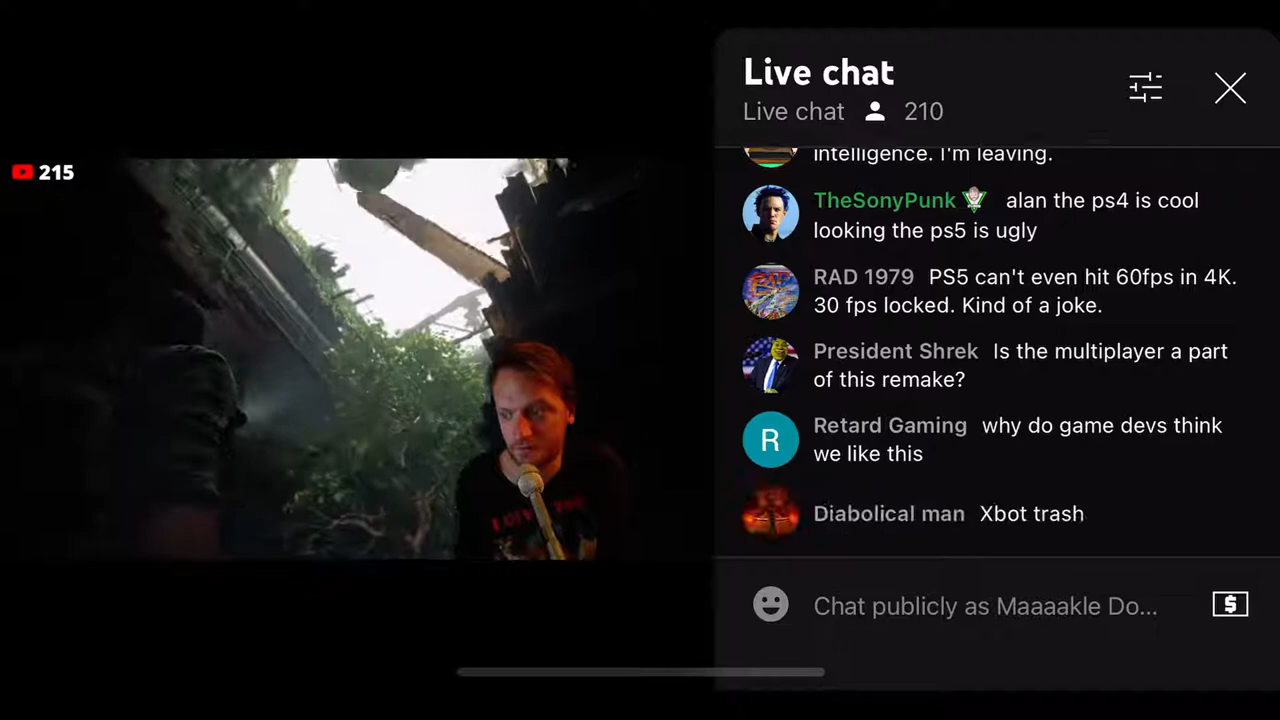 Live chat
Live chat 210
215
intelligence. I'm leaving.
TheSonyPunk alan the ps4 is cool
looking the ps5 is ugly
RAD 1979 PS5 can't even hit 60fps in 4K.
30 fps locked. Kind of a joke.
President Shrek Is the multiplayer a part
of this remake?
R
Retard Gaming why do game devs think
we like this
Diabolical man Xbot trash
Chat publicly as Maaaakle Do...
$